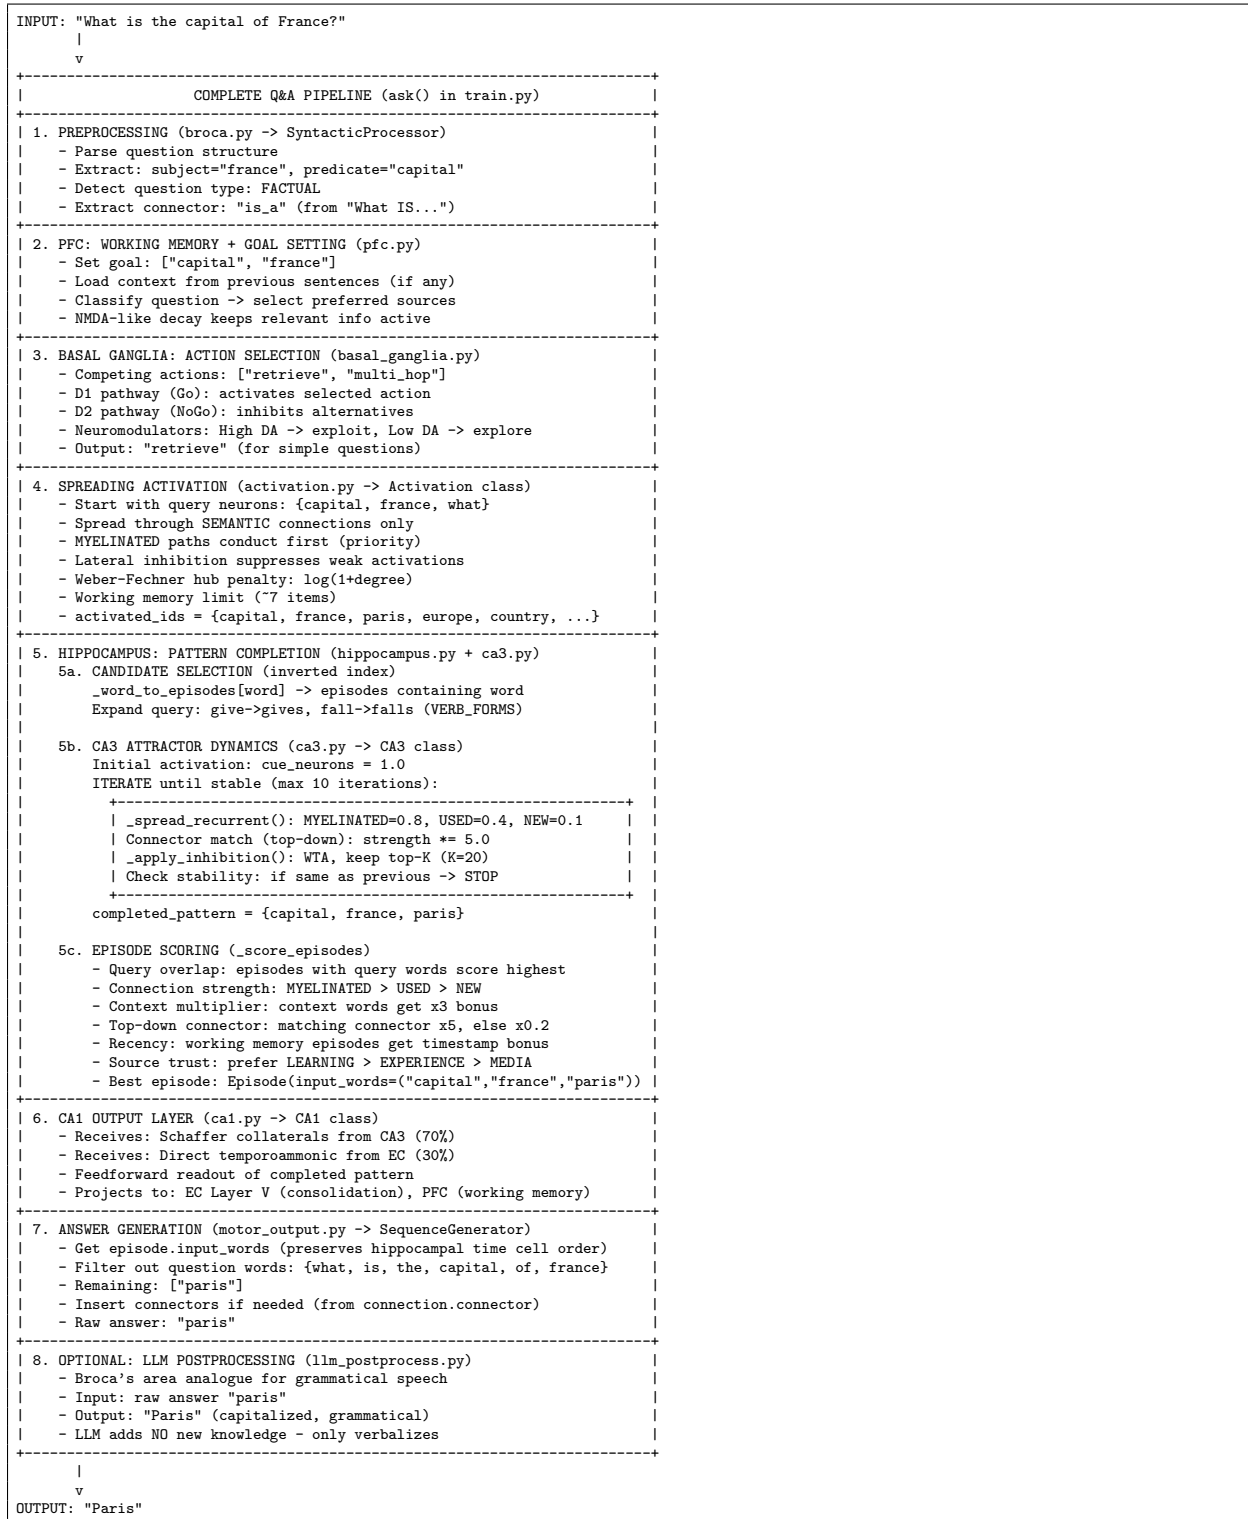 INPUT: "What is the capital of France?"
|
v
+--------------------------------------------------------------------------+
| COMPLETE Q&A PIPELINE (ask() in train.py) |
+--------------------------------------------------------------------------+
| 1. PREPROCESSING (broca.py -> SyntacticProcessor) |
| - Parse question structure |
| - Extract: subject="france", predicate="capital" |
| - Detect question type: FACTUAL |
| - Extract connector: "is_a" (from "What IS...") |
+--------------------------------------------------------------------------+
| 2. PFC: WORKING MEMORY + GOAL SETTING (pfc.py) |
| - Set goal: ["capital", "france"] |
| - Load context from previous sentences (if any) |
| - Classify question -> select preferred sources |
| - NMDA-like decay keeps relevant info active |
+--------------------------------------------------------------------------+
| 3. BASAL GANGLIA: ACTION SELECTION (basal_ganglia.py) |
| - Competing actions: ["retrieve", "multi_hop"] |
| - D1 pathway (Go): activates selected action |
| - D2 pathway (NoGo): inhibits alternatives |
| - Neuromodulators: High DA -> exploit, Low DA -> explore |
| - Output: "retrieve" (for simple questions) |
+--------------------------------------------------------------------------+
| 4. SPREADING ACTIVATION (activation.py -> Activation class) |
| - Start with query neurons: {capital, france, what} |
| - Spread through SEMANTIC connections only |
| - MYELINATED paths conduct first (priority) |
| - Lateral inhibition suppresses weak activations |
| - Weber-Fechner hub penalty: log(1+degree) |
| - Working memory limit (~7 items) |
| - activated_ids = {capital, france, paris, europe, country, ...} |
+--------------------------------------------------------------------------+
| 5. HIPPOCAMPUS: PATTERN COMPLETION (hippocampus.py + ca3.py) |
| 5a. CANDIDATE SELECTION (inverted index) |
| _word_to_episodes[word] -> episodes containing word |
| Expand query: give->gives, fall->falls (VERB_FORMS) |
| |
| 5b. CA3 ATTRACTOR DYNAMICS (ca3.py -> CA3 class) |
| Initial activation: cue_neurons = 1.0 |
| ITERATE until stable (max 10 iterations): |
| +------------------------------------------------------------+ |
| | _spread_recurrent(): MYELINATED=0.8, USED=0.4, NEW=0.1 | |
| | Connector match (top-down): strength *= 5.0 | |
| | _apply_inhibition(): WTA, keep top-K (K=20) | |
| | Check stability: if same as previous -> STOP | |
| +------------------------------------------------------------+ |
| completed_pattern = {capital, france, paris} |
| |
| 5c. EPISODE SCORING (_score_episodes) |
| - Query overlap: episodes with query words score highest |
| - Connection strength: MYELINATED > USED > NEW |
| - Context multiplier: context words get x3 bonus |
| - Top-down connector: matching connector x5, else x0.2 |
| - Recency: working memory episodes get timestamp bonus |
| - Source trust: prefer LEARNING > EXPERIENCE > MEDIA |
| - Best episode: Episode(input_words=("capital","france","paris")) |
+--------------------------------------------------------------------------+
| 6. CA1 OUTPUT LAYER (ca1.py -> CA1 class) |
| - Receives: Schaffer collaterals from CA3 (70%) |
| - Receives: Direct temporoammonic from EC (30%) |
| - Feedforward readout of completed pattern |
| - Projects to: EC Layer V (consolidation), PFC (working memory) |
+--------------------------------------------------------------------------+
| 7. ANSWER GENERATION (motor_output.py -> SequenceGenerator) |
| - Get episode.input_words (preserves hippocampal time cell order) |
| - Filter out question words: {what, is, the, capital, of, france} |
| - Remaining: ["paris"] |
| - Insert connectors if needed (from connection.connector) |
| - Raw answer: "paris" |
+--------------------------------------------------------------------------+
| 8. OPTIONAL: LLM POSTPROCESSING (llm_postprocess.py) |
| - Broca's area analogue for grammatical speech |
| - Input: raw answer "paris" |
| - Output: "Paris" (capitalized, grammatical) |
| - LLM adds NO new knowledge - only verbalizes |
+--------------------------------------------------------------------------+
|
v
OUTPUT: "Paris"